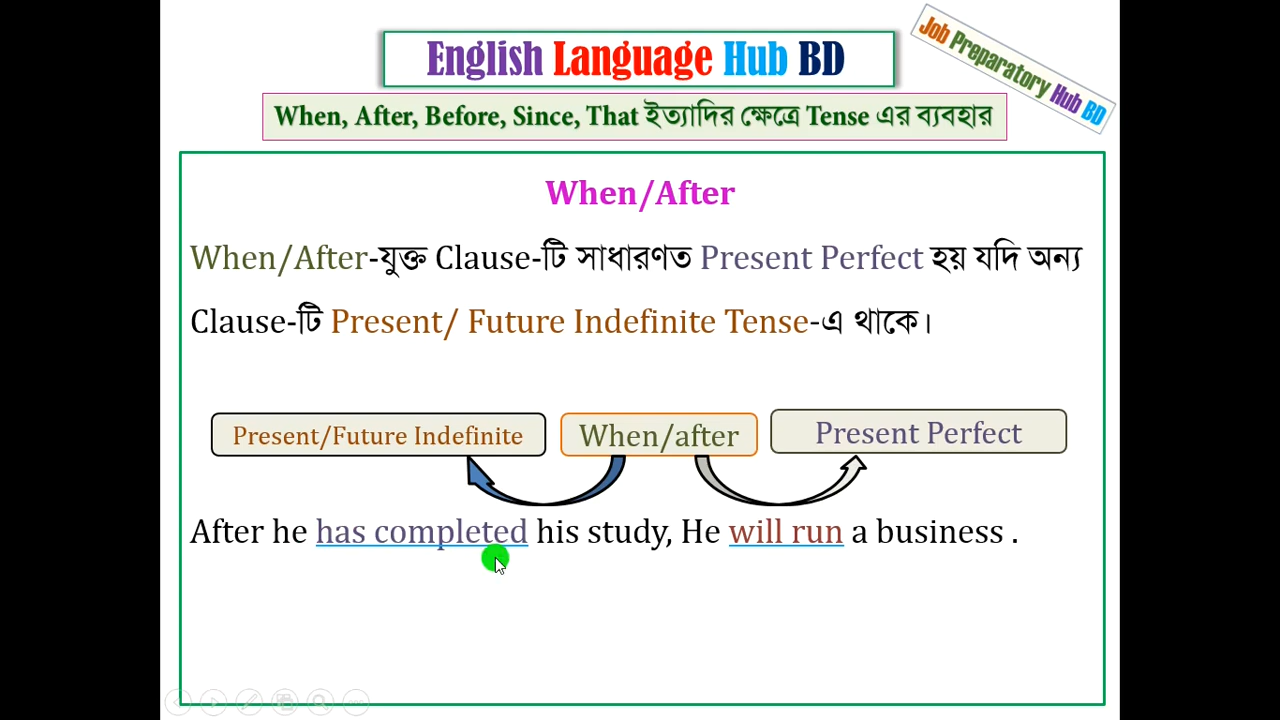 English Language Hub BD
Job Preparatory Hub BD
When, After, Before, Since, That ইত্যাদির ক্ষেত্রে Tense এর ব্যবহার
When/After
When/After-যুক্ত Clause-টি সাধারণত Present Perfect হয় যদি অন্য
Clause-টি Present/ Future Indefinite Tense-এ থাকে।
Present/Future Indefinite When/after Present Perfect
After he has completed his study, He will run a business .